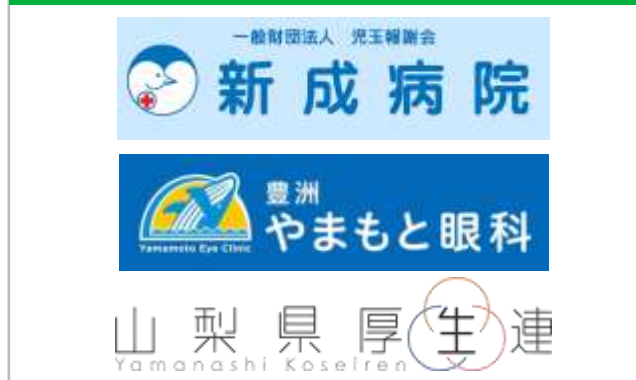 一般財団法人 児玉報謝会
新成病院
豊洲
やまもと眼科
Yamamoto Eye Clinic
山梨県厚生連
Yamanashi Koseiren